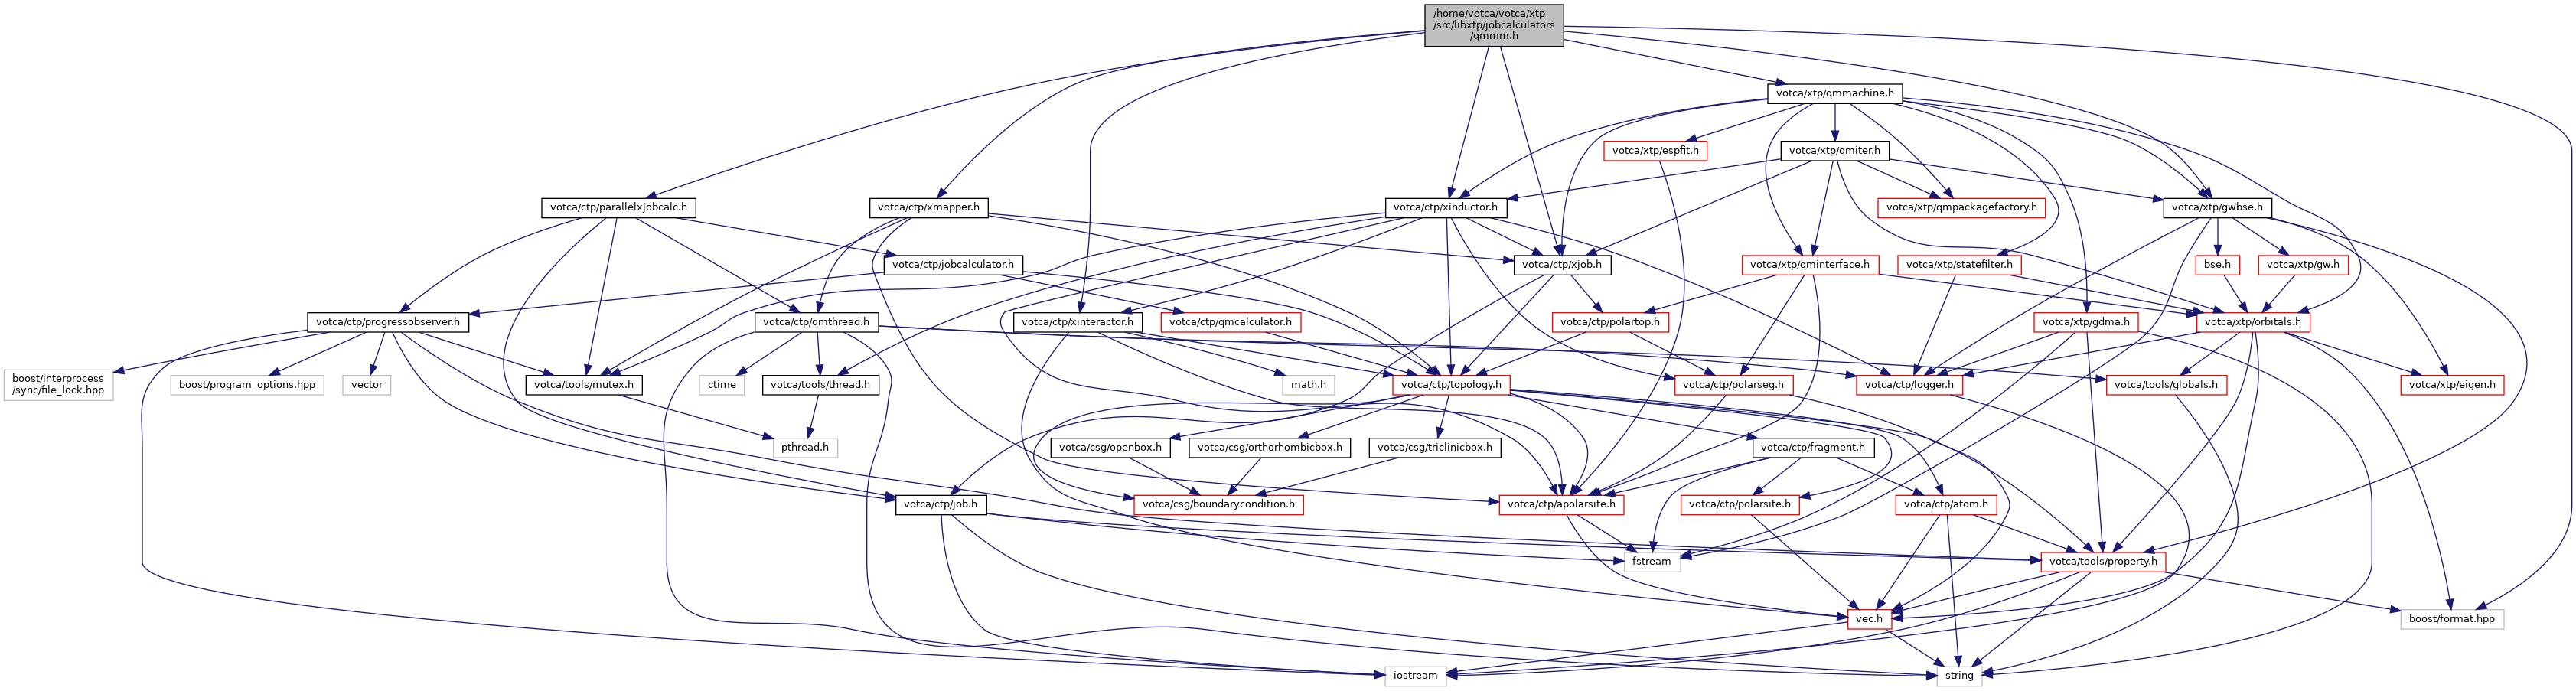 /home/votca/votca/xtp
/src/libxtp/jobcalculators
/qmmm.h
votca/xtp/qmmachine.h
votca/xtp/espfit.h
votca/xtp/qmiter.h
votca/ctp/parallelxjobcalc.h
votca/ctp/xmapper.h
votca/ctp/xinductor.h
votca/xtp/qmpackagefactory.h
votca/xtp/gwbse.h
votca/ctp/jobcalculator.h
votca/ctp/xjob.h
votca/xtp/qminterface.h
votca/xtp/statefilter.h
bse.h
votca/xtp/gw.h
votca/ctp/progressobserver.h
votca/ctp/qmthread.h
votca/ctp/xinteractor.h
votca/ctp/qmcalculator.h
votca/ctp/polartop.h
votca/xtp/gdma.h
votca/xtp/orbitals.h
boost/interprocess
/sync/file_lock.hpp
boost/program_options.hpp
vector
votca/tools/mutex.h
ctime
votca/tools/thread.h
math.h
votca/ctp/topology.h
votca/ctp/polarseg.h
votca/ctp/logger.h
votca/tools/globals.h
votca/xtp/eigen.h
pthread.h
votca/csg/openbox.h
votca/csg/orthorhombicbox.h
votca/csg/triclinicbox.h
votca/ctp/fragment.h
votca/ctp/job.h
votca/csg/boundarycondition.h
votca/ctp/apolarsite.h
votca/ctp/polarsite.h
votca/ctp/atom.h
fstream
votca/tools/property.h
vec.h
boost/format.hpp
iostream
string